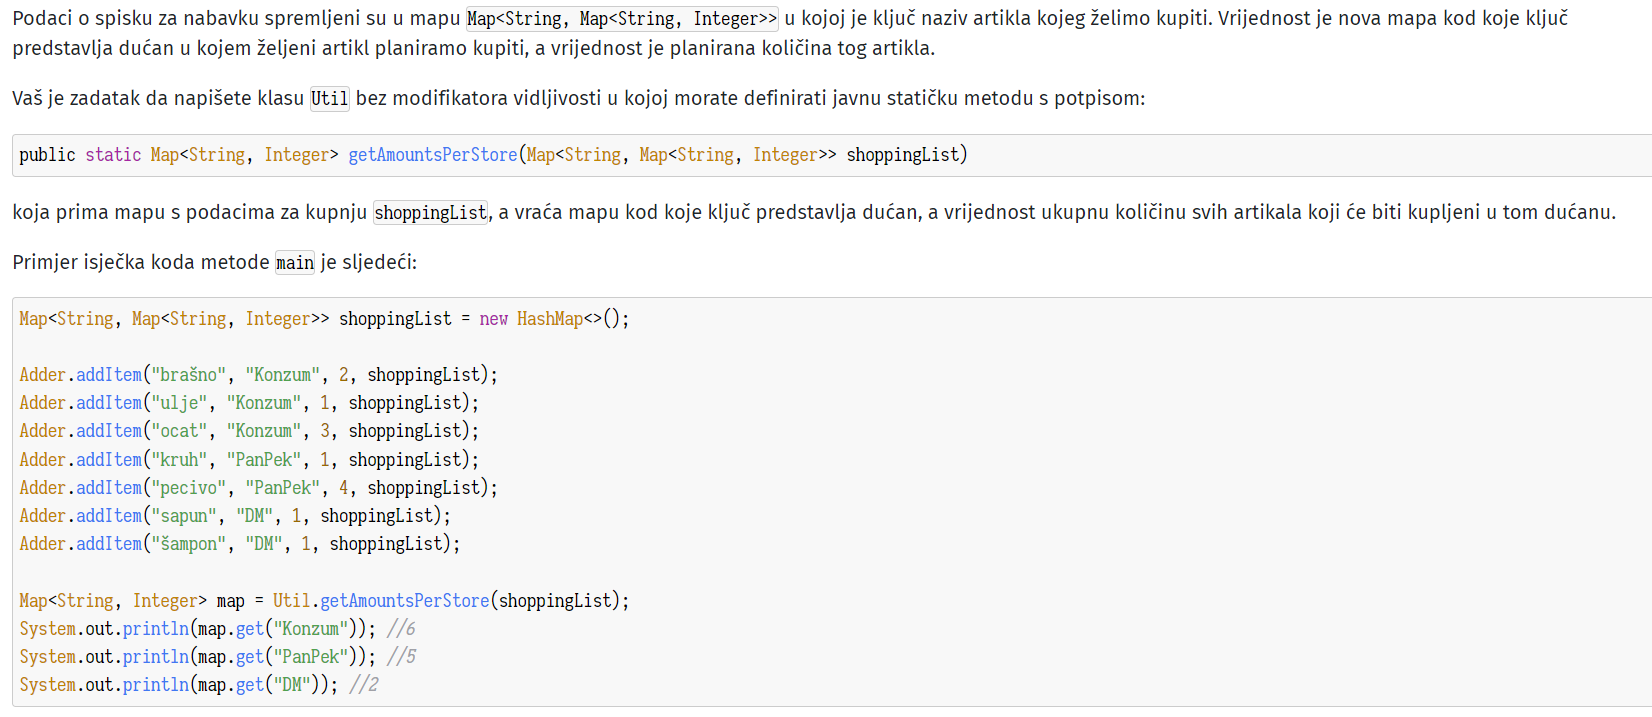 Podaci o spisku za nabavku spremljeni su u mapu Map<String, Map<String, Integer>> u kojoj je ključ naziv artikla kojeg želimo kupiti. Vrijednost je nova mapa kod koje ključ
predstavlja dućan u kojem željeni artikl planiramo kupiti, a vrijednost je planirana količina tog artikla.
Vaš je zadatak da napišete klasu Util bez modifikatora vidljivosti u kojoj morate definirati javnu statičku metodu s potpisom:
public static Map<String, Integer> getAmountsPerStore(Map<String, Map<String, Integer>> shoppingList)
koja prima mapu s podacima za kupnju shoppingList, a vraća mapu kod koje ključ predstavlja dućan, a vrijednost ukupnu količinu svih artikala koji će biti kupljeni u tom dućanu.
Primjer isječka koda metode main je sljedeći:
Map<String, Map<String, Integer>> shoppingList = new HashMap<>();
Adder.addItem("brašno", "Konzum", 2, shoppingList);
Adder.addItem("ulje", "Konzum", 1, shoppingList);
Adder.addItem("ocat", "Konzum", 3, shoppingList);
Adder.addItem("kruh", "PanPek", 1, shoppingList);
Adder.addItem("pecivo", "PanPek", 4, shoppingList);
Adder.addItem("sapun", "DM", 1, shoppingList);
Adder.addItem("šampon", "DM", 1, shoppingList);
Map<String, Integer> map = Util.getAmountsPerStore(shoppingList);
System.out.println(map.get("Konzum")); //6
System.out.println(map.get("PanPek")); //5
System.out.println(map.get("DM")); //2